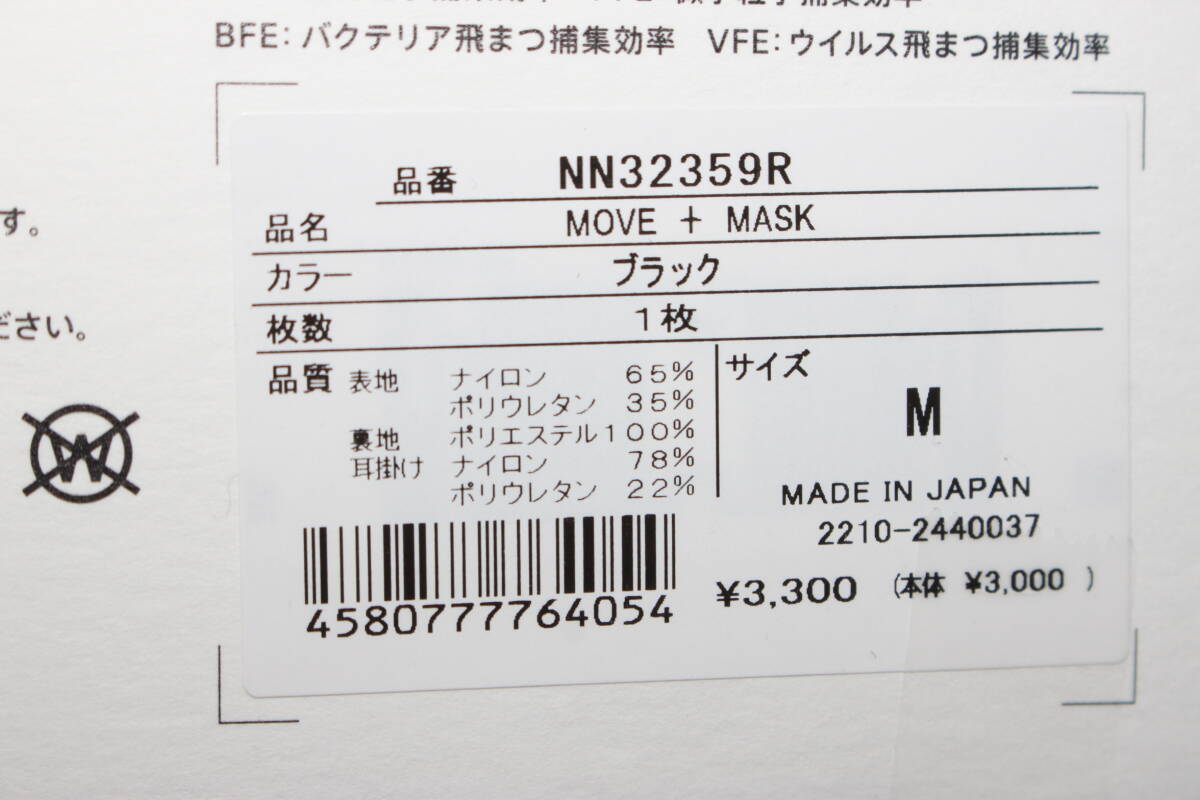 BFE: バクテリア飛まつ捕集効率 VFE: ウイルス飛まつ捕集効率
す。
ださい。
W
品番 NN32359R
品名 MOVE + MASK
カラー ブラック
枚数 1枚
品質 表地 ナイロン 65%
ポリウレタン 35%
裏地 ポリエステル100%
耳掛け ナイロン 78%
ポリウレタン 22%
サイズ
M
MADE IN JAPAN
2210-2440037
4580777764054
¥3,300 (本体 ¥3,000 )